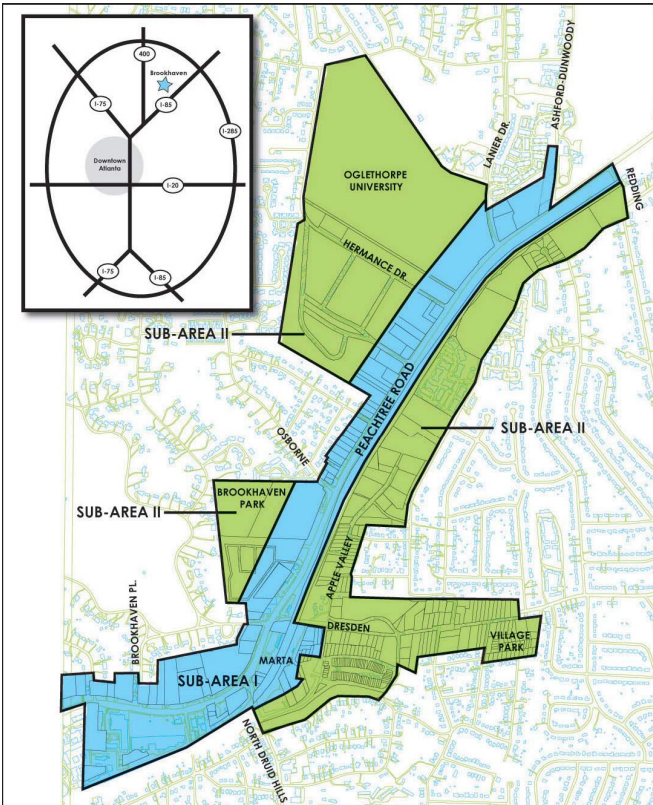 400
Brookhaven
I-75
I-85
I-285
Downtown
Atlanta
I-20
I-75
I-85
ASHFORD-DUNWOODY
LANIER DR.
REDDING
OGLETHORPE
UNIVERSITY
HERMANCE DR.
SUB-AREA II
PEACHTREE ROAD
OSBORNE
SUB-AREA II
BROOKHAVEN
PARK
SUB-AREA II
APPLE VALLEY
DRESDEN
VILLAGE
PARK
BROOKHAVEN PL.
MARTA
SUB-AREA I
NORTH DRUID HILLS